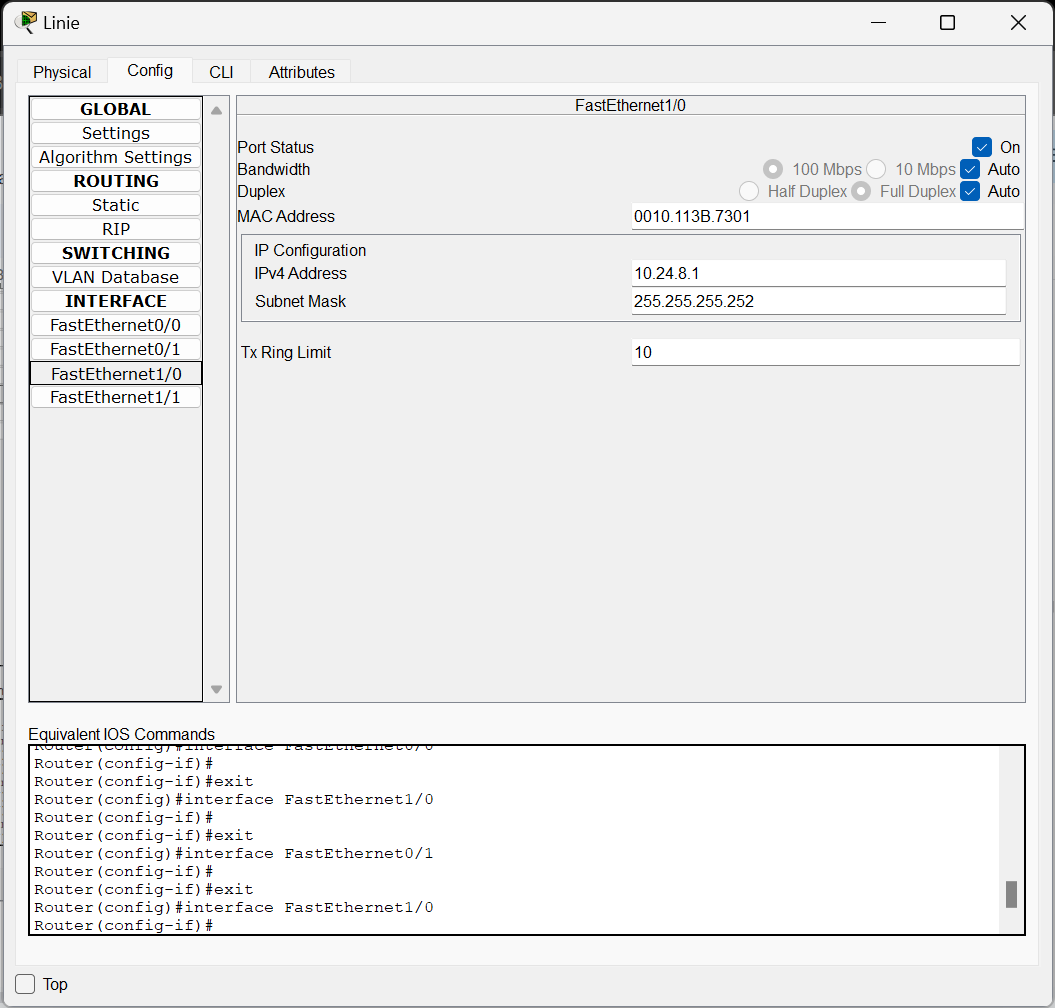 Linie
Physical Config CLI Attributes
GLOBAL
Settings
Algorithm Settings
ROUTING
Static
RIP
SWITCHING
VLAN Database
INTERFACE
FastEthernet0/0
FastEthernet0/1
FastEthernet1/0
FastEthernet1/1
FastEthernet1/0
Port Status On
Bandwidth 100 Mbps 10 Mbps Auto
Duplex Half Duplex Full Duplex Auto
MAC Address 0010.113B.7301
IP Configuration
IPv4 Address 10.24.8.1
Subnet Mask 255.255.255.252
Tx Ring Limit 10
Equivalent IOS Commands
Router(config)#interface FastEthernet0/0
Router(config-if)#
Router(config-if)#exit
Router(config)#interface FastEthernet1/0
Router(config-if)#
Router(config-if)#exit
Router(config)#interface FastEthernet0/1
Router(config-if)#
Router(config-if)#exit
Router(config)#interface FastEthernet1/0
Router(config-if)#
Top